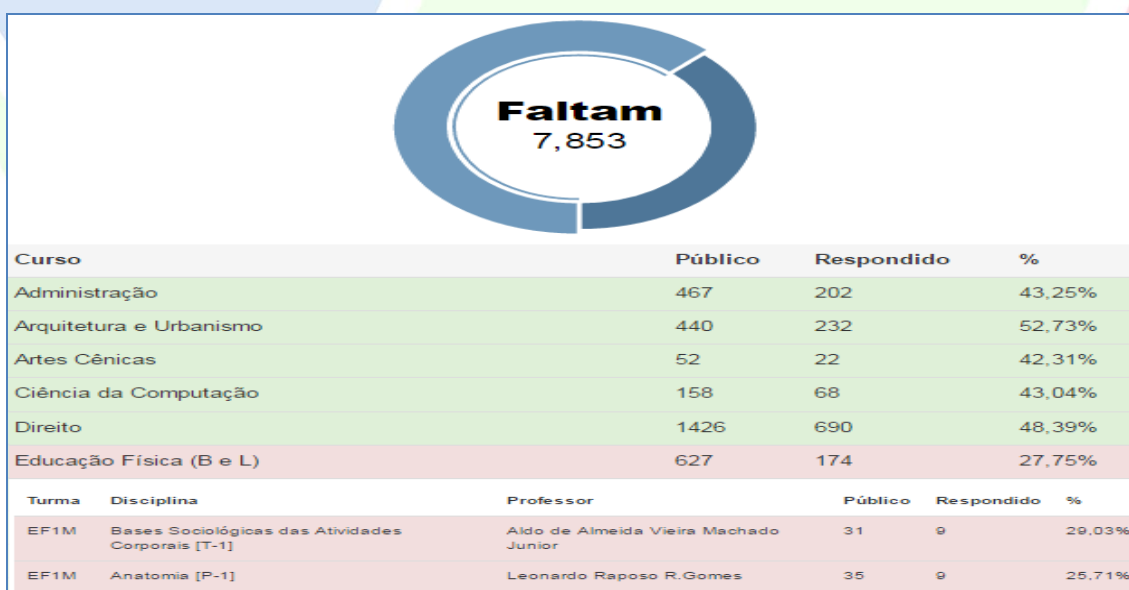 Faltam
7,853
Curso Público Respondido %
Administração 467 202 43,25%
Arquitetura e Urbanismo 440 232 52,73%
Artes Cênicas 52 22 42,31%
Ciência da Computação 158 68 43,04%
Direito 1426 690 48,39%
Educação Física (B e L) 627 174 27,75%
Turma Disciplina Professor Público Respondido %
EF1M Bases Sociológicas das Atividades Aldo de Almeida Vieira Machado 31 9 29,03%
Corporais [T-1] Junior
EF1M Anatomia [P-1] Leonardo Raposo R.Gomes 35 9 25,71%